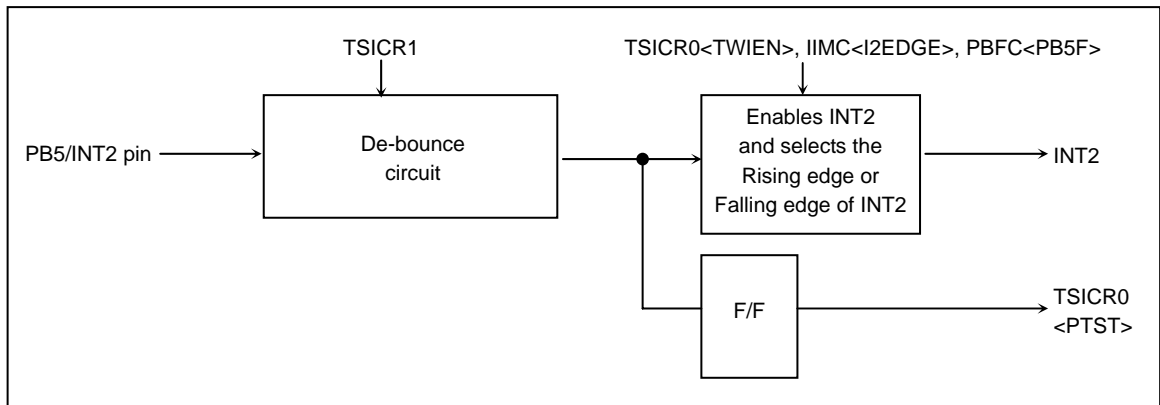 TSICR1
TSICR0<TWIEN>, IIMC<I2EDGE>, PBFC<PB5F>
PB5/INT2 pin
De-bounce
circuit
Enables INT2
and selects the
Rising edge or
Falling edge of INT2
INT2
F/F
TSICR0
<PTST>